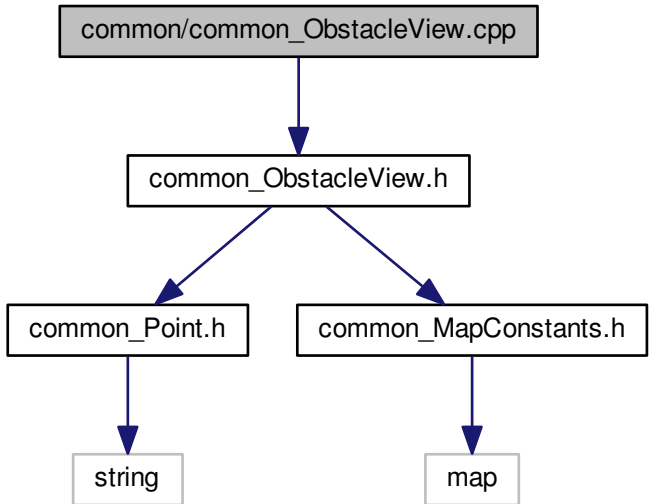 common/common_ObstacleView.cpp
common_ObstacleView.h
common_Point.h
common_MapConstants.h
string
map